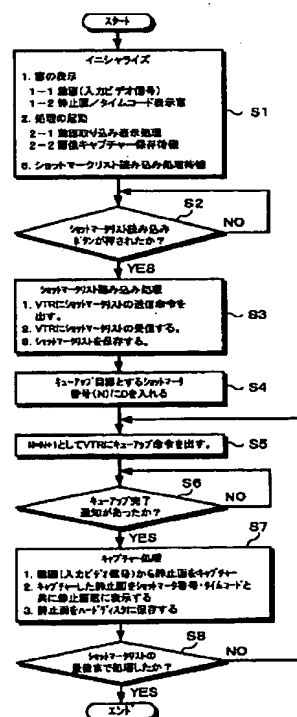 スタート
イニシャライズ
1. 窓の表示
1－1 動画(入力ビデオ信号)
1－2 静止画／タイムコード表示窓
2. 処理の起動
2－1 動画取り込み表示処理
2－2 画像キャプチャー保存待機
3. ショットマークリスト読み込み処理待機
S1
S2
ショットマークリスト読み込み
ボタンが押されたか？
NO
YES
ショットマークリスト読み込み処理
1. VTRにショットマークリストの送信命令を
出す。
2. VTRにショットマークリストの受信する。
3. ショットマークリストを保存する。
S3
キューアップ目標とするショットマーク
番号(N)に0を入れる
S4
N=N+1としてVTRにキューアップ命令を出す。
S5
S6
キューアップ完了
通知があったか？
NO
YES
S7
キャプチャー処理
1. 動画(入力ビデオ信号)から静止画をキャプチャー
2. キャプチャーした静止画をショットマーク番号・タイムコードと
共に静止画窓に表示する
3. 静止画をハードディスクに保存する
S8
ショットマークリストの
最後まで処理したか？
NO
YES
エンド